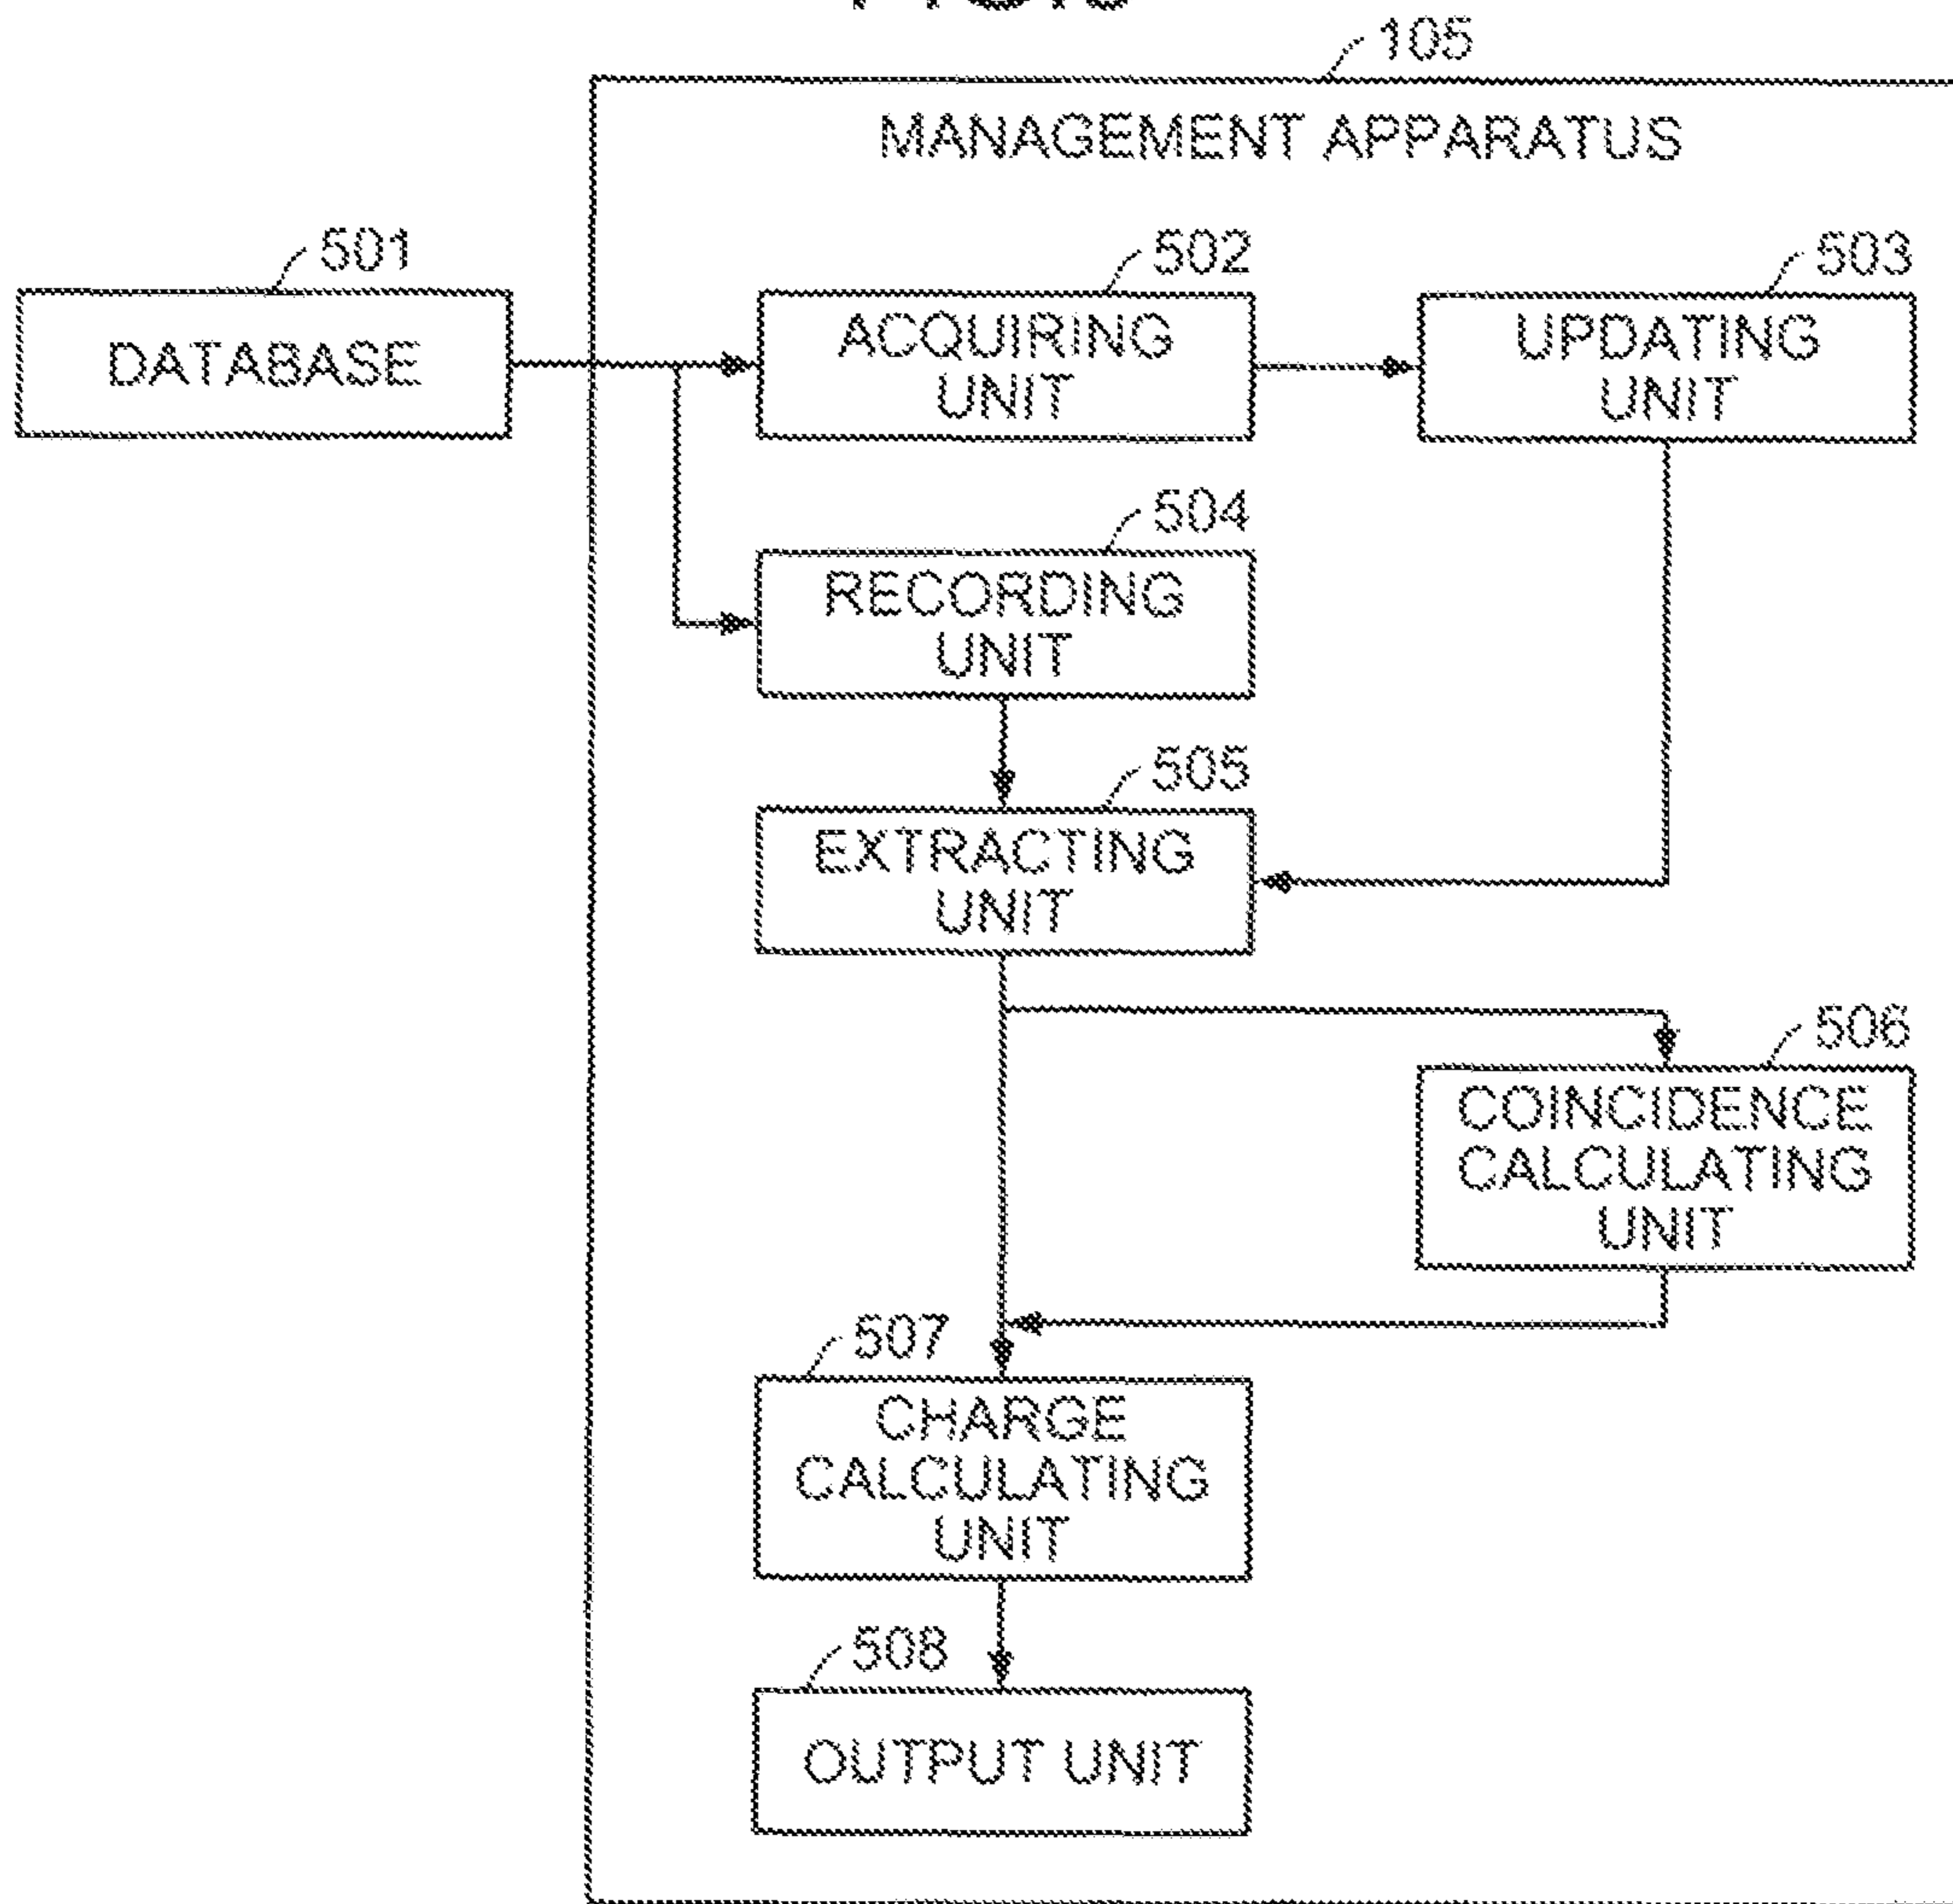 105
MANAGEMENT APPARATUS
501
502
503
DATABASE
ACQUIRING
UNIT
UPDATING
UNIT
504
RECORDING
UNIT
505
EXTRACTING
UNIT
506
COINCIDENCE
CALCULATING
UNIT
507
CHARGE
CALCULATING
UNIT
508
OUTPUT UNIT